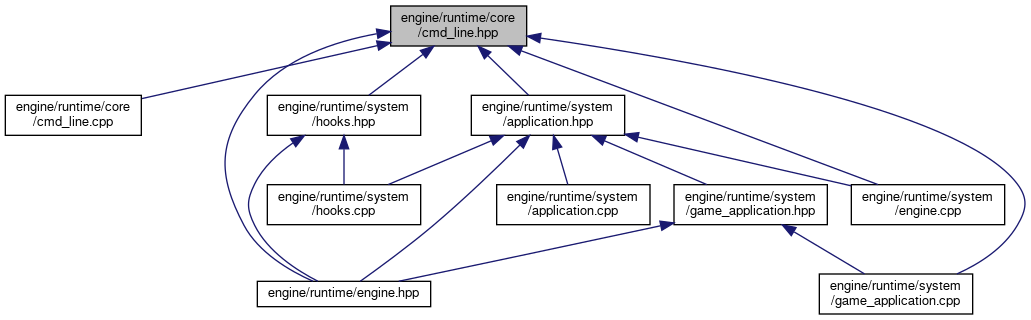 engine/runtime/core
/cmd_line.hpp
engine/runtime/core
/cmd_line.cpp
engine/runtime/system
/hooks.hpp
engine/runtime/system
/application.hpp
engine/runtime/system
/hooks.cpp
engine/runtime/system
/application.cpp
engine/runtime/system
/game_application.hpp
engine/runtime/system
/engine.cpp
engine/runtime/engine.hpp
engine/runtime/system
/game_application.cpp